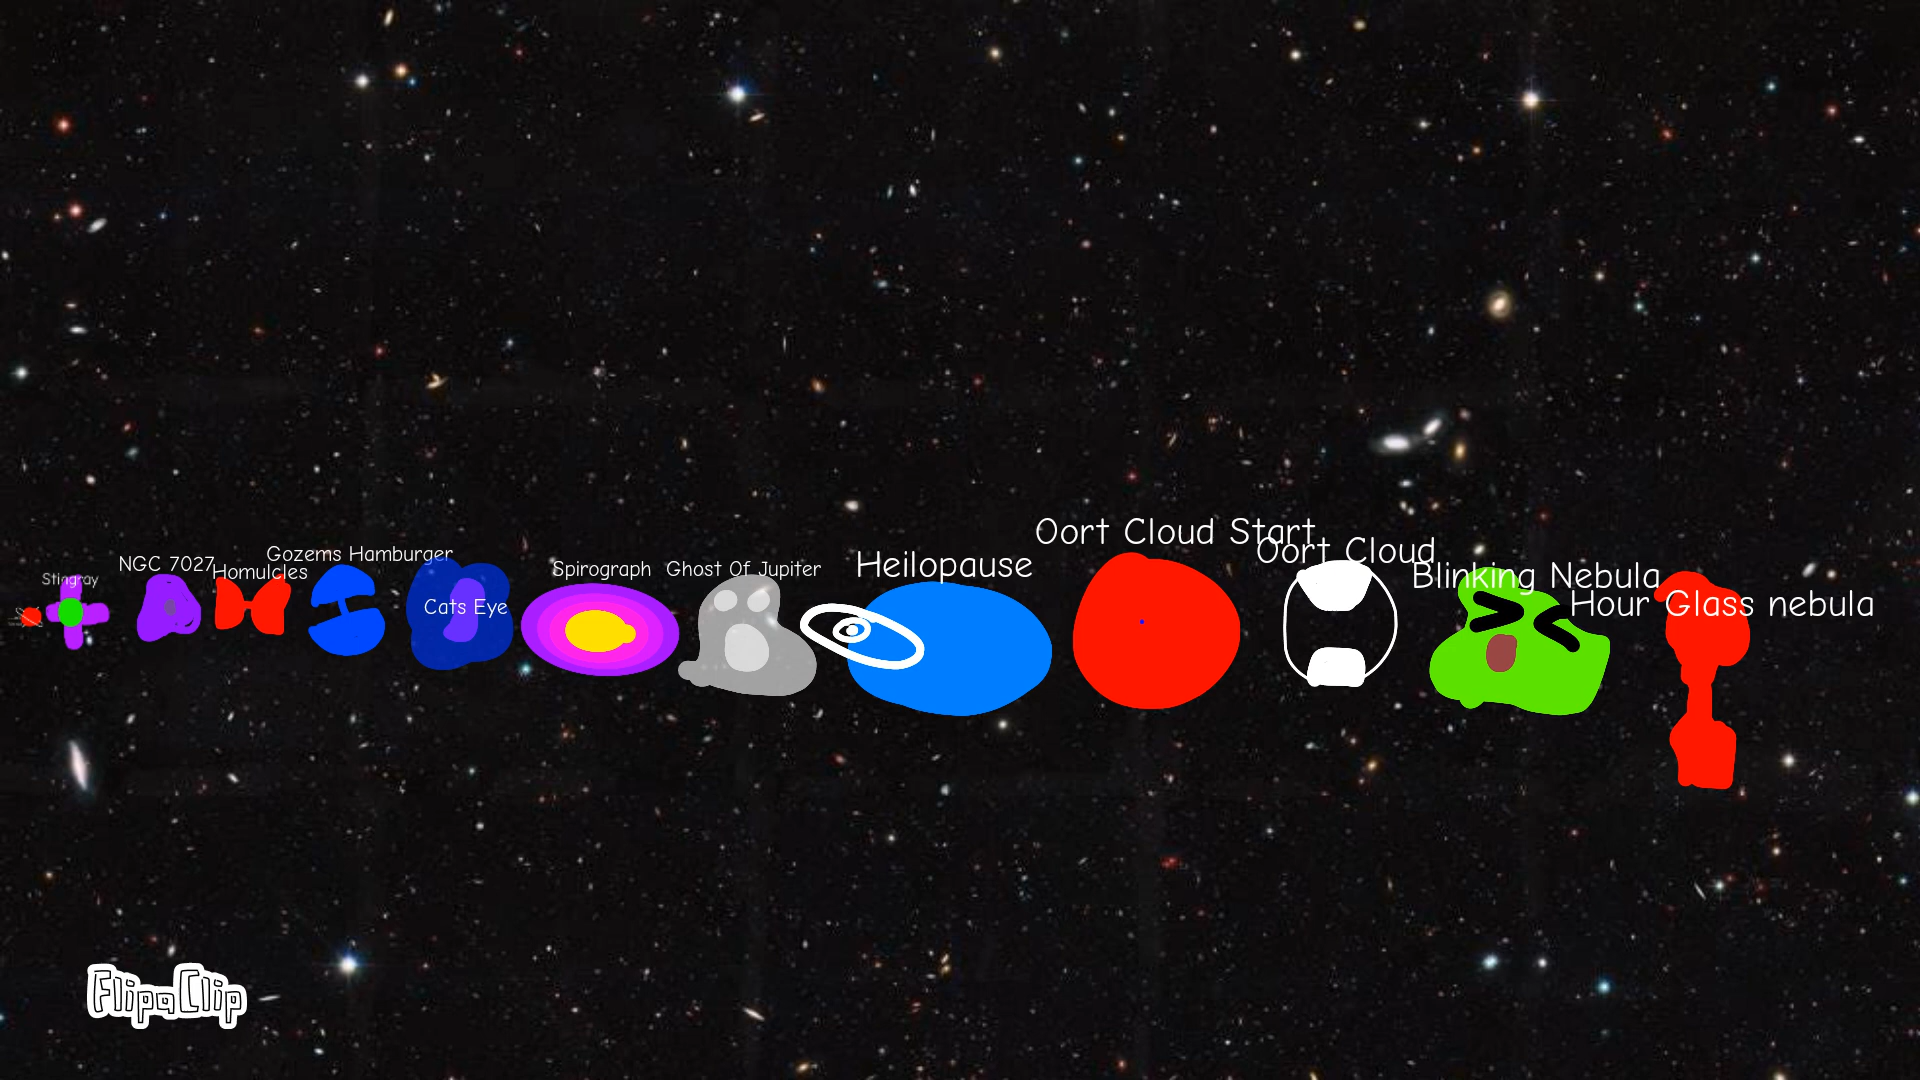 Stingray
NGC 7027
Homulcles
Gozems Hamburger
Cats Eye
Spirograph
Ghost Of Jupiter
Heilopause
Oort Cloud Start
Oort Cloud
Blinking Nebula
Hour Glass nebula
FlipaClip